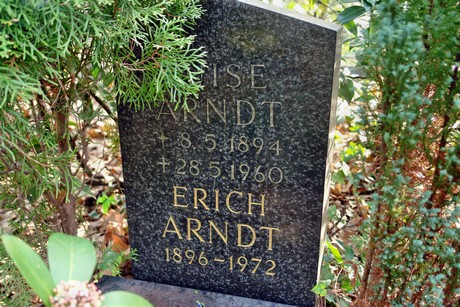 ARNDT
+ 8.5.1894
+ 28.5.1960
ERICH
ARNDT
1896-1972